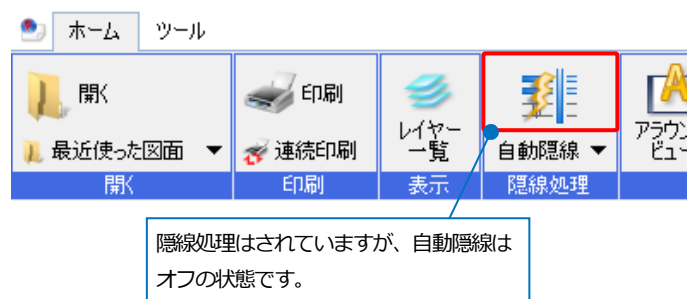 ホーム ツール
開く 印刷
レイヤー
一覧
最近使った図面 ▼ 連続印刷 自動隠線 ▼
アラウン
ビュー
開く 印刷 表示 隠線処理
隠線処理はされていますが、自動隠線は
オフの状態です。